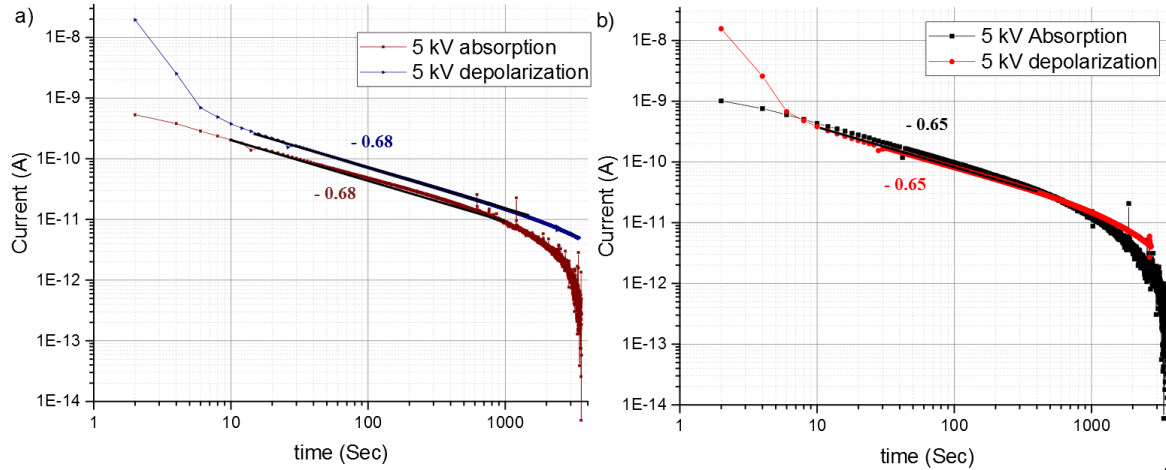 a)
5 kV absorption
5 kV depolarization
1E-8
1E-9
1E-10
1E-11
1E-12
1E-13
1E-14
Current (A)
- 0.68
- 0.68
1 10 100 1000
time (Sec)
b)
5 kV Absorption
5 kV depolarization
1E-8
1E-9
1E-10
1E-11
1E-12
1E-13
1E-14
Current (A)
- 0.65
- 0.65
1 10 100 1000
time (Sec)